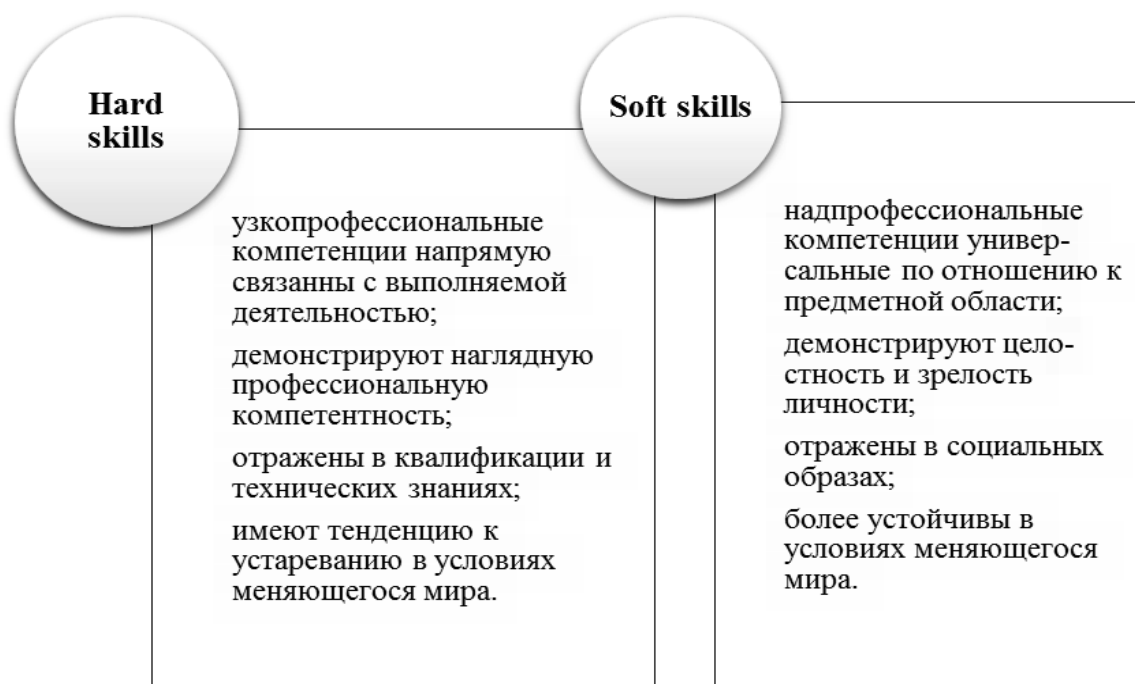 Hard
skills
узкопрофессиональные
компетенции напрямую
связанны с выполняемой
деятельностью;
демонстрируют наглядную
профессиональную
компетентность;
отражены в квалификации и
технических знаниях;
имеют тенденцию к
устареванию в условиях
меняющегося мира.
Soft skills
надпрофессиональные
компетенции универ-
сальные по отношению к
предметной области;
демонстрируют цело-
стность и зрелость
личности;
отражены в социальных
образах;
более устойчивы в
условиях меняющегося
мира.